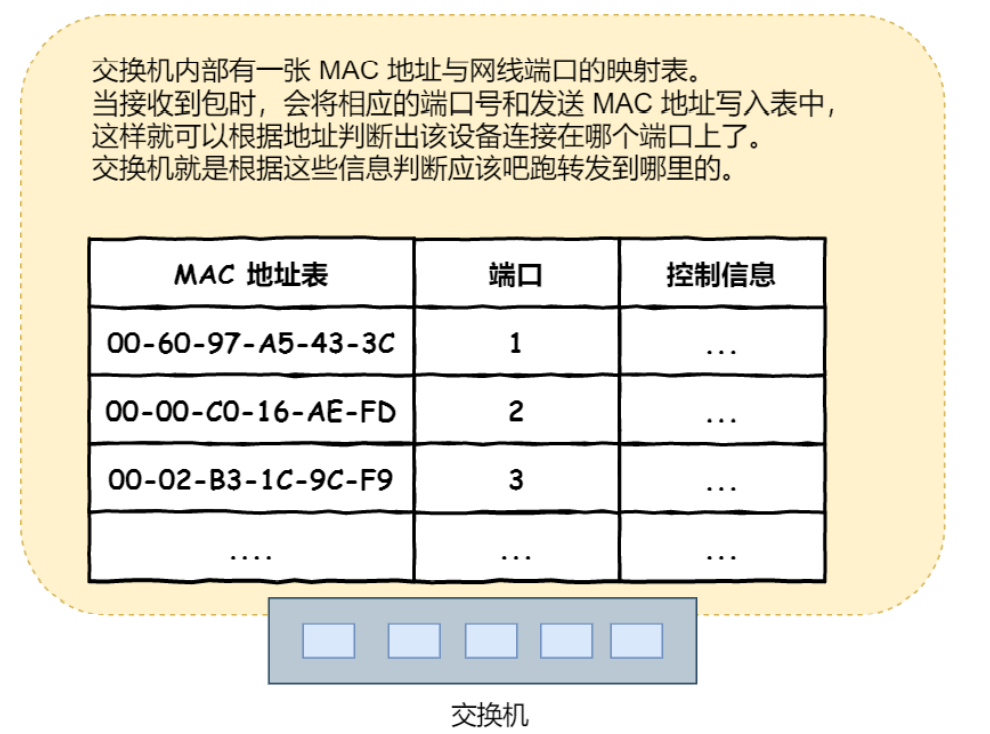 交换机内部有一张 MAC 地址与网线端口的映射表。
当接收到包时，会将相应的端口号和发送 MAC 地址写入表中，
这样就可以根据地址判断出该设备连接在哪个端口上了。
交换机就是根据这些信息判断应该吧跑转发到哪里的。
MAC 地址表 端口 控制信息
00-60-97-A5-43-3C 1 ...
00-00-C0-16-AE-FD 2 ...
00-02-B3-1C-9C-F9 3 ...
.... ... ...
交换机